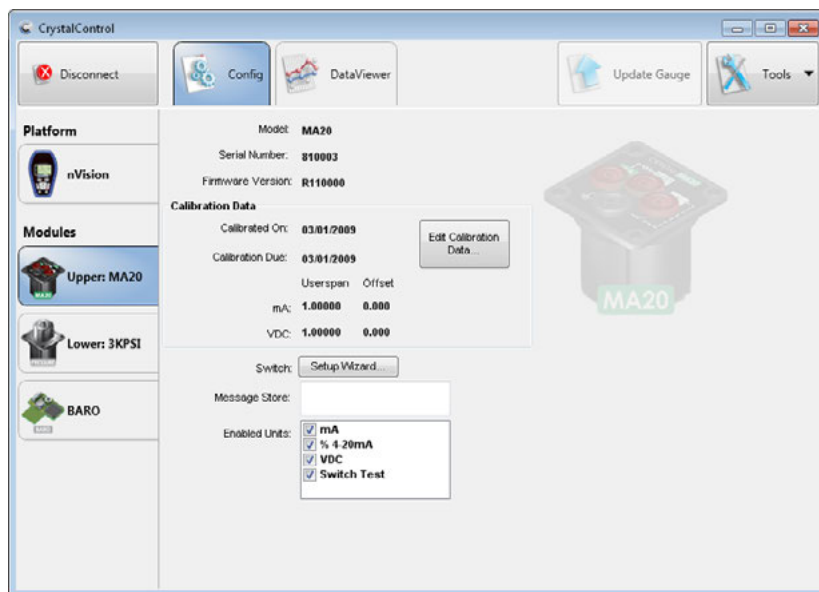 CrystalControl
Disconnect
Config
DataViewer
Update Gauge
Tools
Platform
nVision
Modules
Upper: MA20
MA20
Lower: 3KPSI
BARO
Model: MA20
Serial Number: 810003
Firmware Version: R110000
Calibration Data
Calibrated On: 03/01/2009
Calibration Due: 03/01/2009
Edit Calibration
Data...
Userspan Offset
mA: 1.00000 0.000
VDC: 1.00000 0.000
Switch: Setup Wizard...
Message Store:
Enabled Units:
mA
% 4-20mA
VDC
Switch Test
MA20